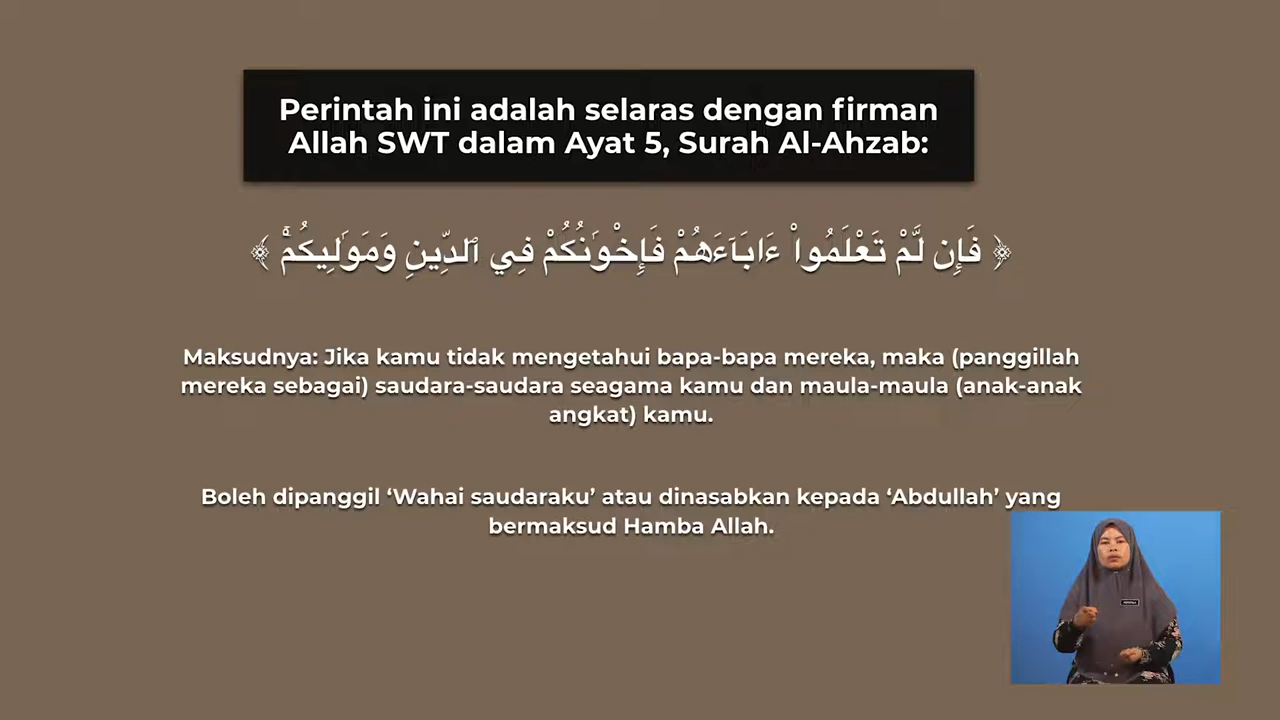 Perintah ini adalah selaras dengan firman
Allah SWT dalam Ayat 5, Surah Al-Ahzab:
﴿ فَإِن لَّمْ تَعْلَمُوا۟ ءَابَآءَهُمْ فَإِخْوَٰنُكُمْ فِي ٱلدِّينِ وَمَوَٰلِيكُمْۚ ﴾
Maksudnya: Jika kamu tidak mengetahui bapa-bapa mereka, maka (panggillah
mereka sebagai) saudara-saudara seagama kamu dan maula-maula (anak-anak
angkat) kamu.
Boleh dipanggil ‘Wahai saudaraku’ atau dinasabkan kepada ‘Abdullah’ yang
bermaksud Hamba Allah.